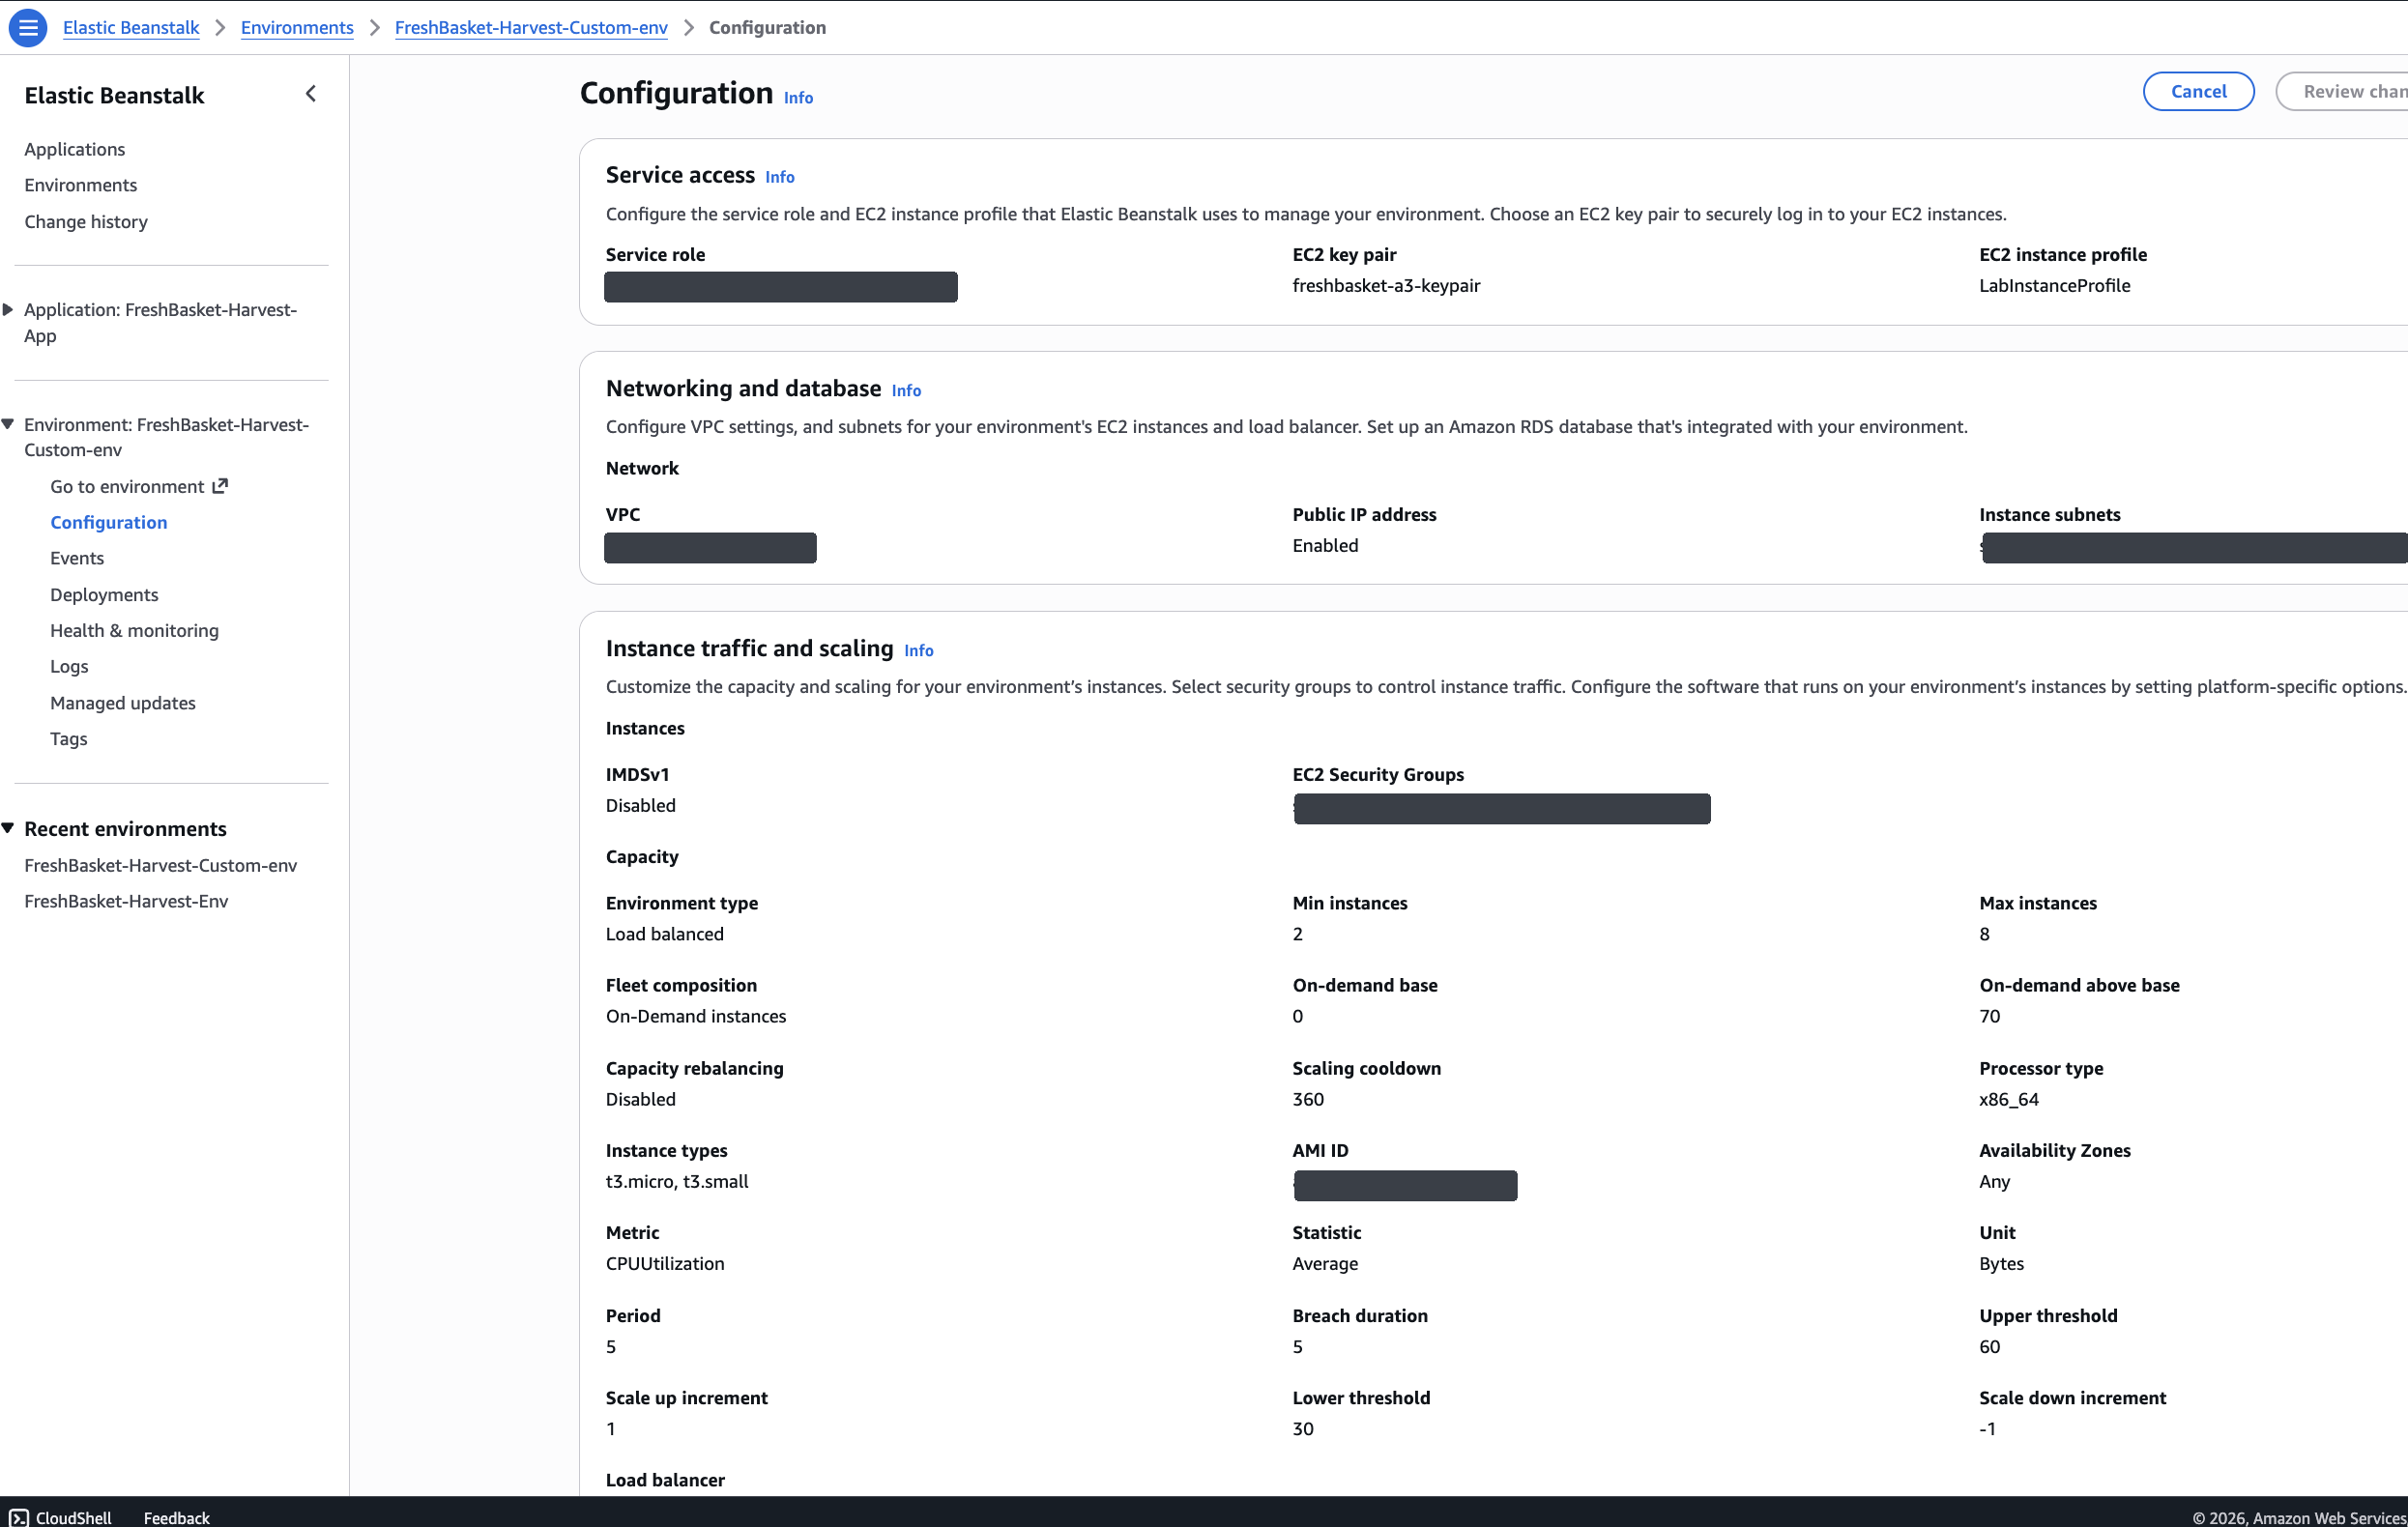 Elastic Beanstalk > Environments > FreshBasket-Harvest-Custom-env > Configuration
Elastic Beanstalk
Applications
Environments
Change history
Application: FreshBasket-Harvest-
App
Environment: FreshBasket-Harvest-
Custom-env
Go to environment
Configuration
Events
Deployments
Health & monitoring
Logs
Managed updates
Tags
Recent environments
FreshBasket-Harvest-Custom-env
FreshBasket-Harvest-Env
Configuration Info
Cancel
Review chan
Service access Info
Configure the service role and EC2 instance profile that Elastic Beanstalk uses to manage your environment. Choose an EC2 key pair to securely log in to your EC2 instances.
Service role
EC2 key pair
freshbasket-a3-keypair
EC2 instance profile
LabInstanceProfile
Networking and database Info
Configure VPC settings, and subnets for your environment's EC2 instances and load balancer. Set up an Amazon RDS database that's integrated with your environment.
Network
VPC
Public IP address
Enabled
Instance subnets
Instance traffic and scaling Info
Customize the capacity and scaling for your environment’s instances. Select security groups to control instance traffic. Configure the software that runs on your environment’s instances by setting platform-specific options.
Instances
IMDSv1
Disabled
EC2 Security Groups
Capacity
Environment type
Load balanced
Min instances
2
Max instances
8
Fleet composition
On-Demand instances
On-demand base
0
On-demand above base
70
Capacity rebalancing
Disabled
Scaling cooldown
360
Processor type
x86_64
Instance types
t3.micro, t3.small
AMI ID
Availability Zones
Any
Metric
CPUUtilization
Statistic
Average
Unit
Bytes
Period
5
Breach duration
5
Upper threshold
60
Scale up increment
1
Lower threshold
30
Scale down increment
-1
Load balancer
CloudShell
Feedback
© 2026, Amazon Web Services